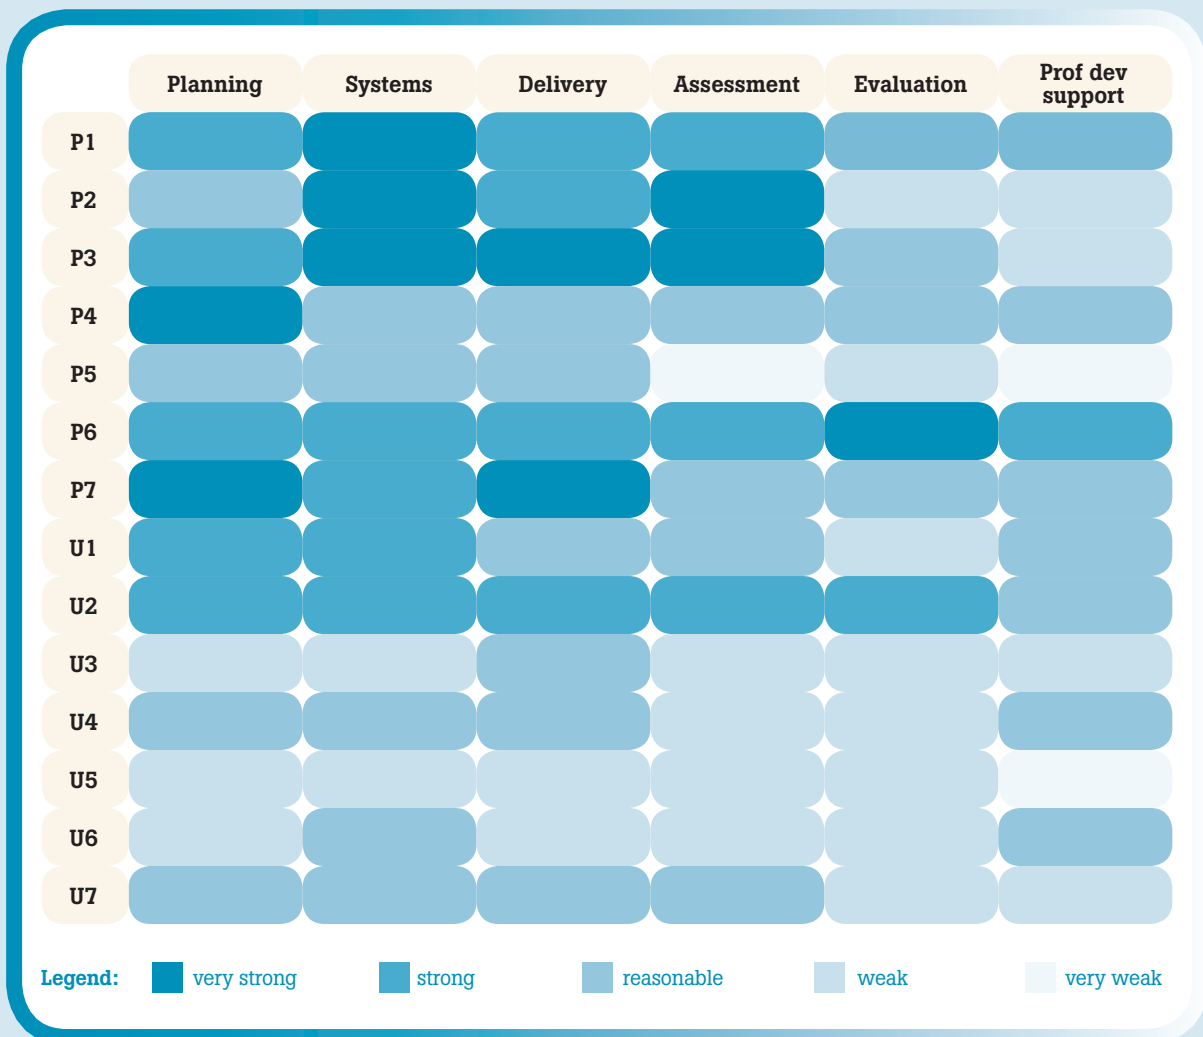 Planning Systems Delivery Assessment Evaluation Prof dev
support
P1
P2
P3
P4
P5
P6
P7
U1
U2
U3
U4
U5
U6
U7
Legend: very strong strong reasonable weak very weak